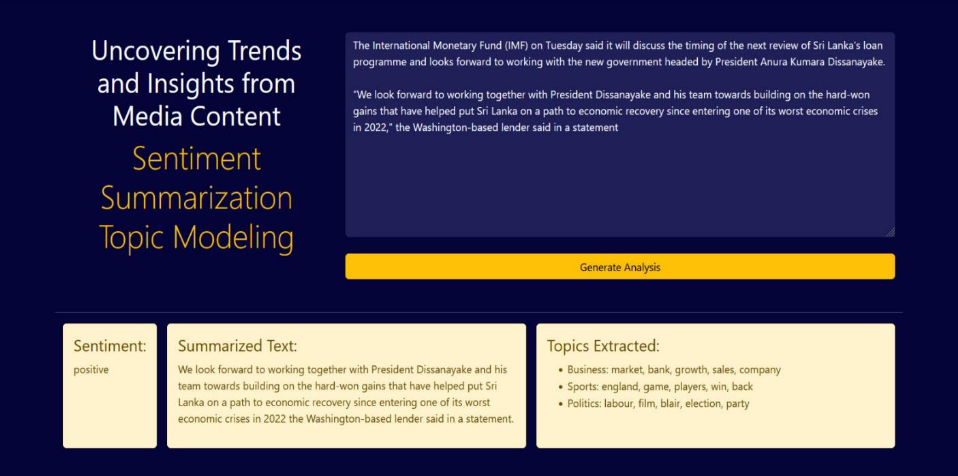 Uncovering Trends
and Insights from
Media Content
Sentiment
Summarization
Topic Modeling
The International Monetary Fund (IMF) on Tuesday said it will discuss the timing of the next review of Sri Lanka's loan
programme and looks forward to working with the new government headed by President Anura Kumara Dissanayake.
"We look forward to working together with President Dissanayake and his team towards building on the hard-won
gains that have helped put Sri Lanka on a path to economic recovery since entering one of its worst economic crises
in 2022," the Washington-based lender said in a statement
Generate Analysis
Sentiment:
positive
Summarized Text:
We look forward to working together with President Dissanayake and his
team towards building on the hard-won gains that have helped put Sri
Lanka on a path to economic recovery since entering one of its worst
economic crises in 2022 the Washington-based lender said in a statement.
Topics Extracted:
• Business: market, bank, growth, sales, company
• Sports: england, game, players, win, back
• Politics: labour, film, blair, election, party